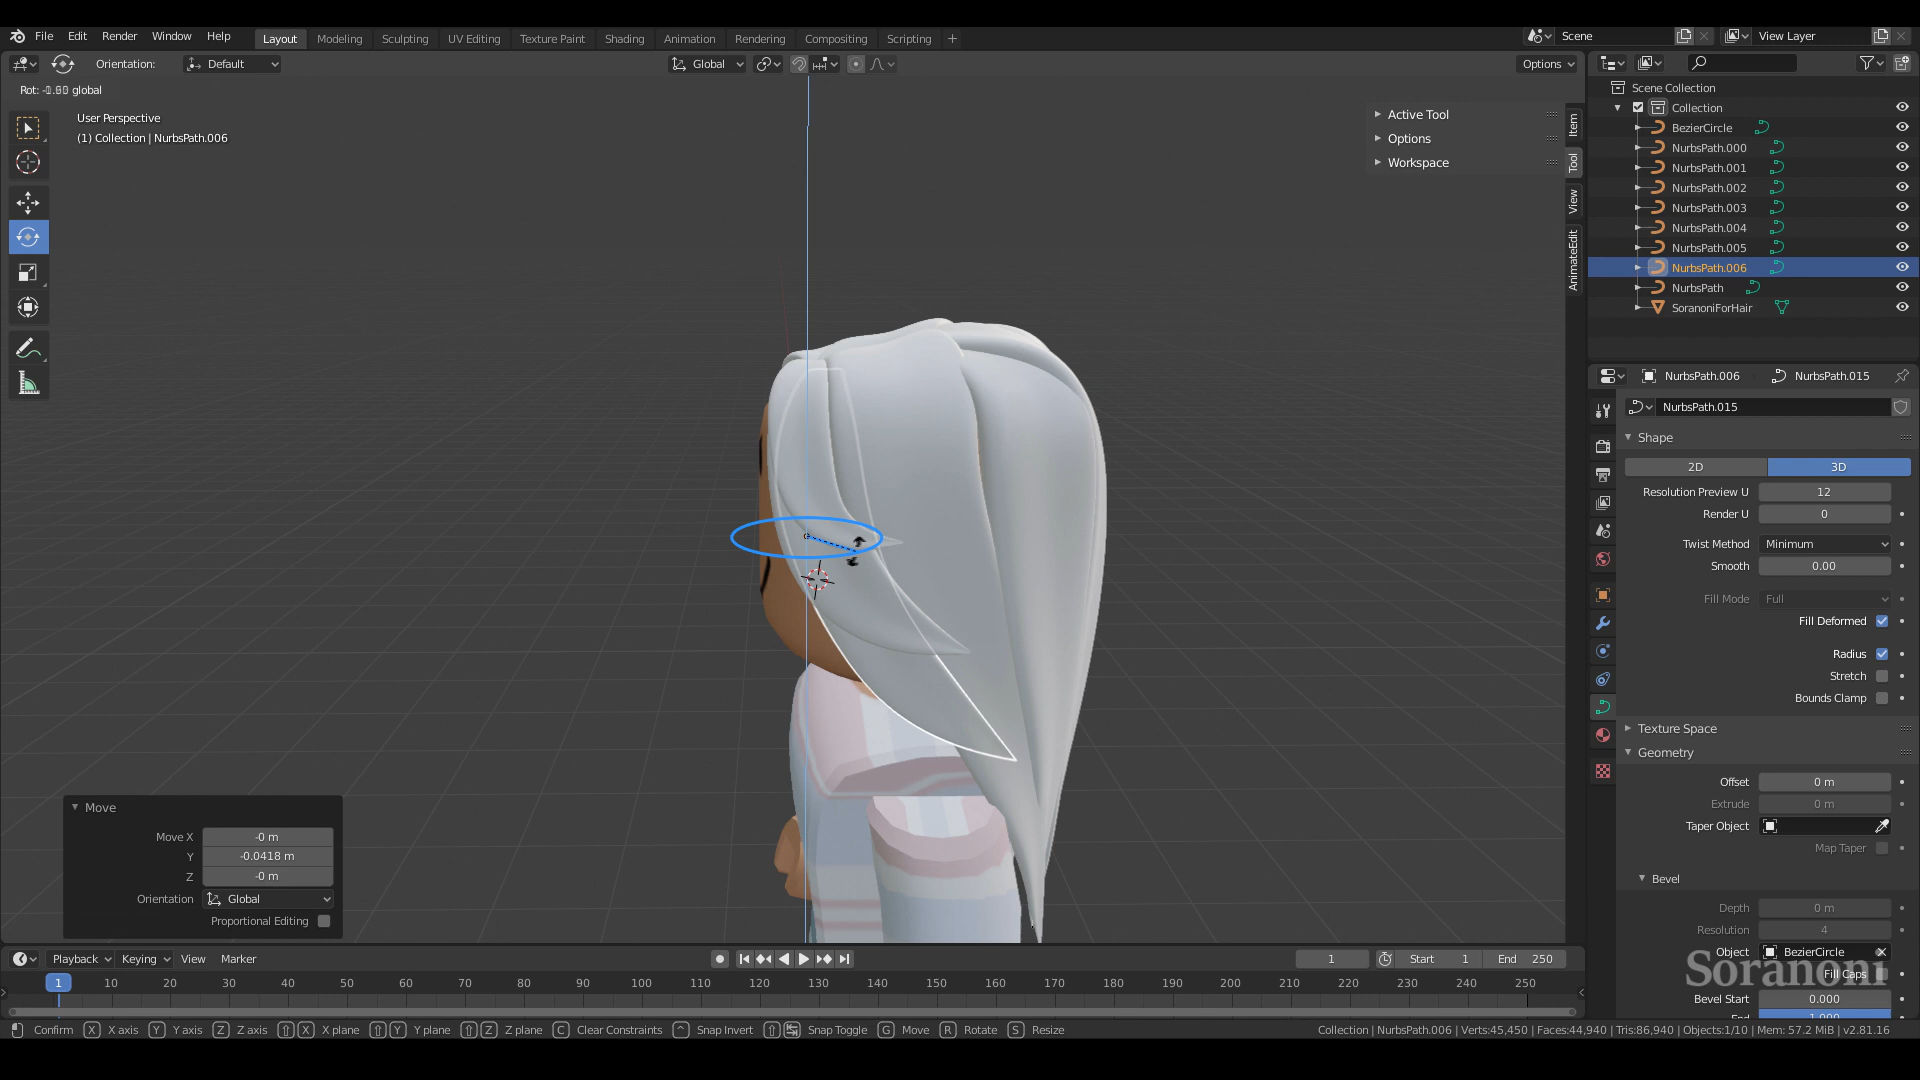 File Edit Render Window Help Layout Modeling Sculpting UV Editing Texture Paint Shading Animation Rendering Compositing Scripting + Scene View Layer
Orientation: Default Global Options
Rot: global
User Perspective
(1) Collection | NurbsPath.006
Active Tool
Options
Workspace
Item
Tool
View
AnimateEdit
Scene Collection
Collection
BezierCircle
NurbsPath.000
NurbsPath.001
NurbsPath.002
NurbsPath.003
NurbsPath.004
NurbsPath.005
NurbsPath.006
NurbsPath
SoranoniForHair
NurbsPath.006 NurbsPath.015
NurbsPath.015
Shape
2D 3D
Resolution Preview U 12
Render U 0
Twist Method Minimum
Smooth 0.00
Fill Mode Full
Fill Deformed
Radius
Stretch
Bounds Clamp
Texture Space
Geometry
Offset 0 m
Extrude 0 m
Taper Object
Map Taper
Bevel
Depth 0 m
Resolution 4
Object BezierCircle
Fill Caps
Bevel Start 0.000
End 1.000
Soranoni
Move
Move X -0 m
Y -0.0418 m
Z -0 m
Orientation Global
Proportional Editing
Playback Keying View Marker 1 Start 1 End 250
1 10 20 30 40 50 60 70 80 90 100 110 120 130 140 150 160 170 180 190 200 210 220 230 240 250
Confirm X X axis Y Y axis Z Z axis X X plane Y Y plane Z Z plane C Clear Constraints ^ Snap Invert Snap Toggle G Move R Rotate S Resize Collection | NurbsPath.006 | Verts:45,450 | Faces:44,940 | Tris:86,940 | Objects:1/10 | Mem: 57.2 MiB | v2.81.16